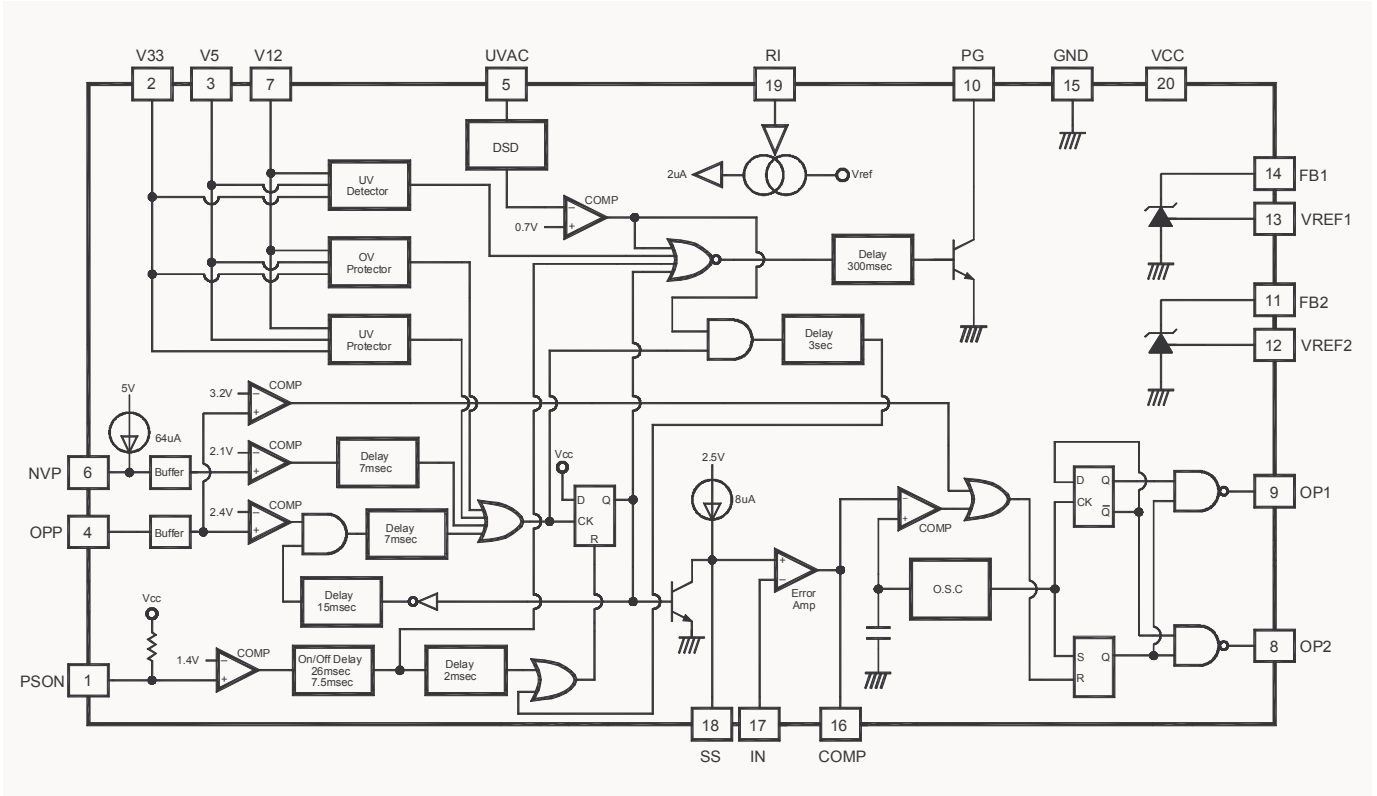 V33
V5
V12
UVAC
RI
PG
GND
VCC
2
3
7
5
19
10
15
20
DSD
UV
Detector
2uA
Vref
14
FB1
COMP
−
0.7V
+
13
VREF1
OV
Protector
Delay
300msec
11
FB2
UV
Protector
Delay
3sec
12
VREF2
5V
3.2V
−
COMP
+
64uA
2.1V
−
COMP
+
Delay
7msec
Vcc
2.5V
NVP
6
Buffer
D
Q
8uA
D
Q
9
OP1
2.4V
−
COMP
+
CK
CK
Q
OPP
4
Buffer
Delay
7msec
R
−
+
COMP
+
−
Error
Amp
O.S.C
Delay
15msec
Vcc
1.4V
−
COMP
+
On/Off Delay
26msec
7.5msec
Delay
2msec
S
Q
R
8
OP2
PSON
1
18
17
16
SS
IN
COMP